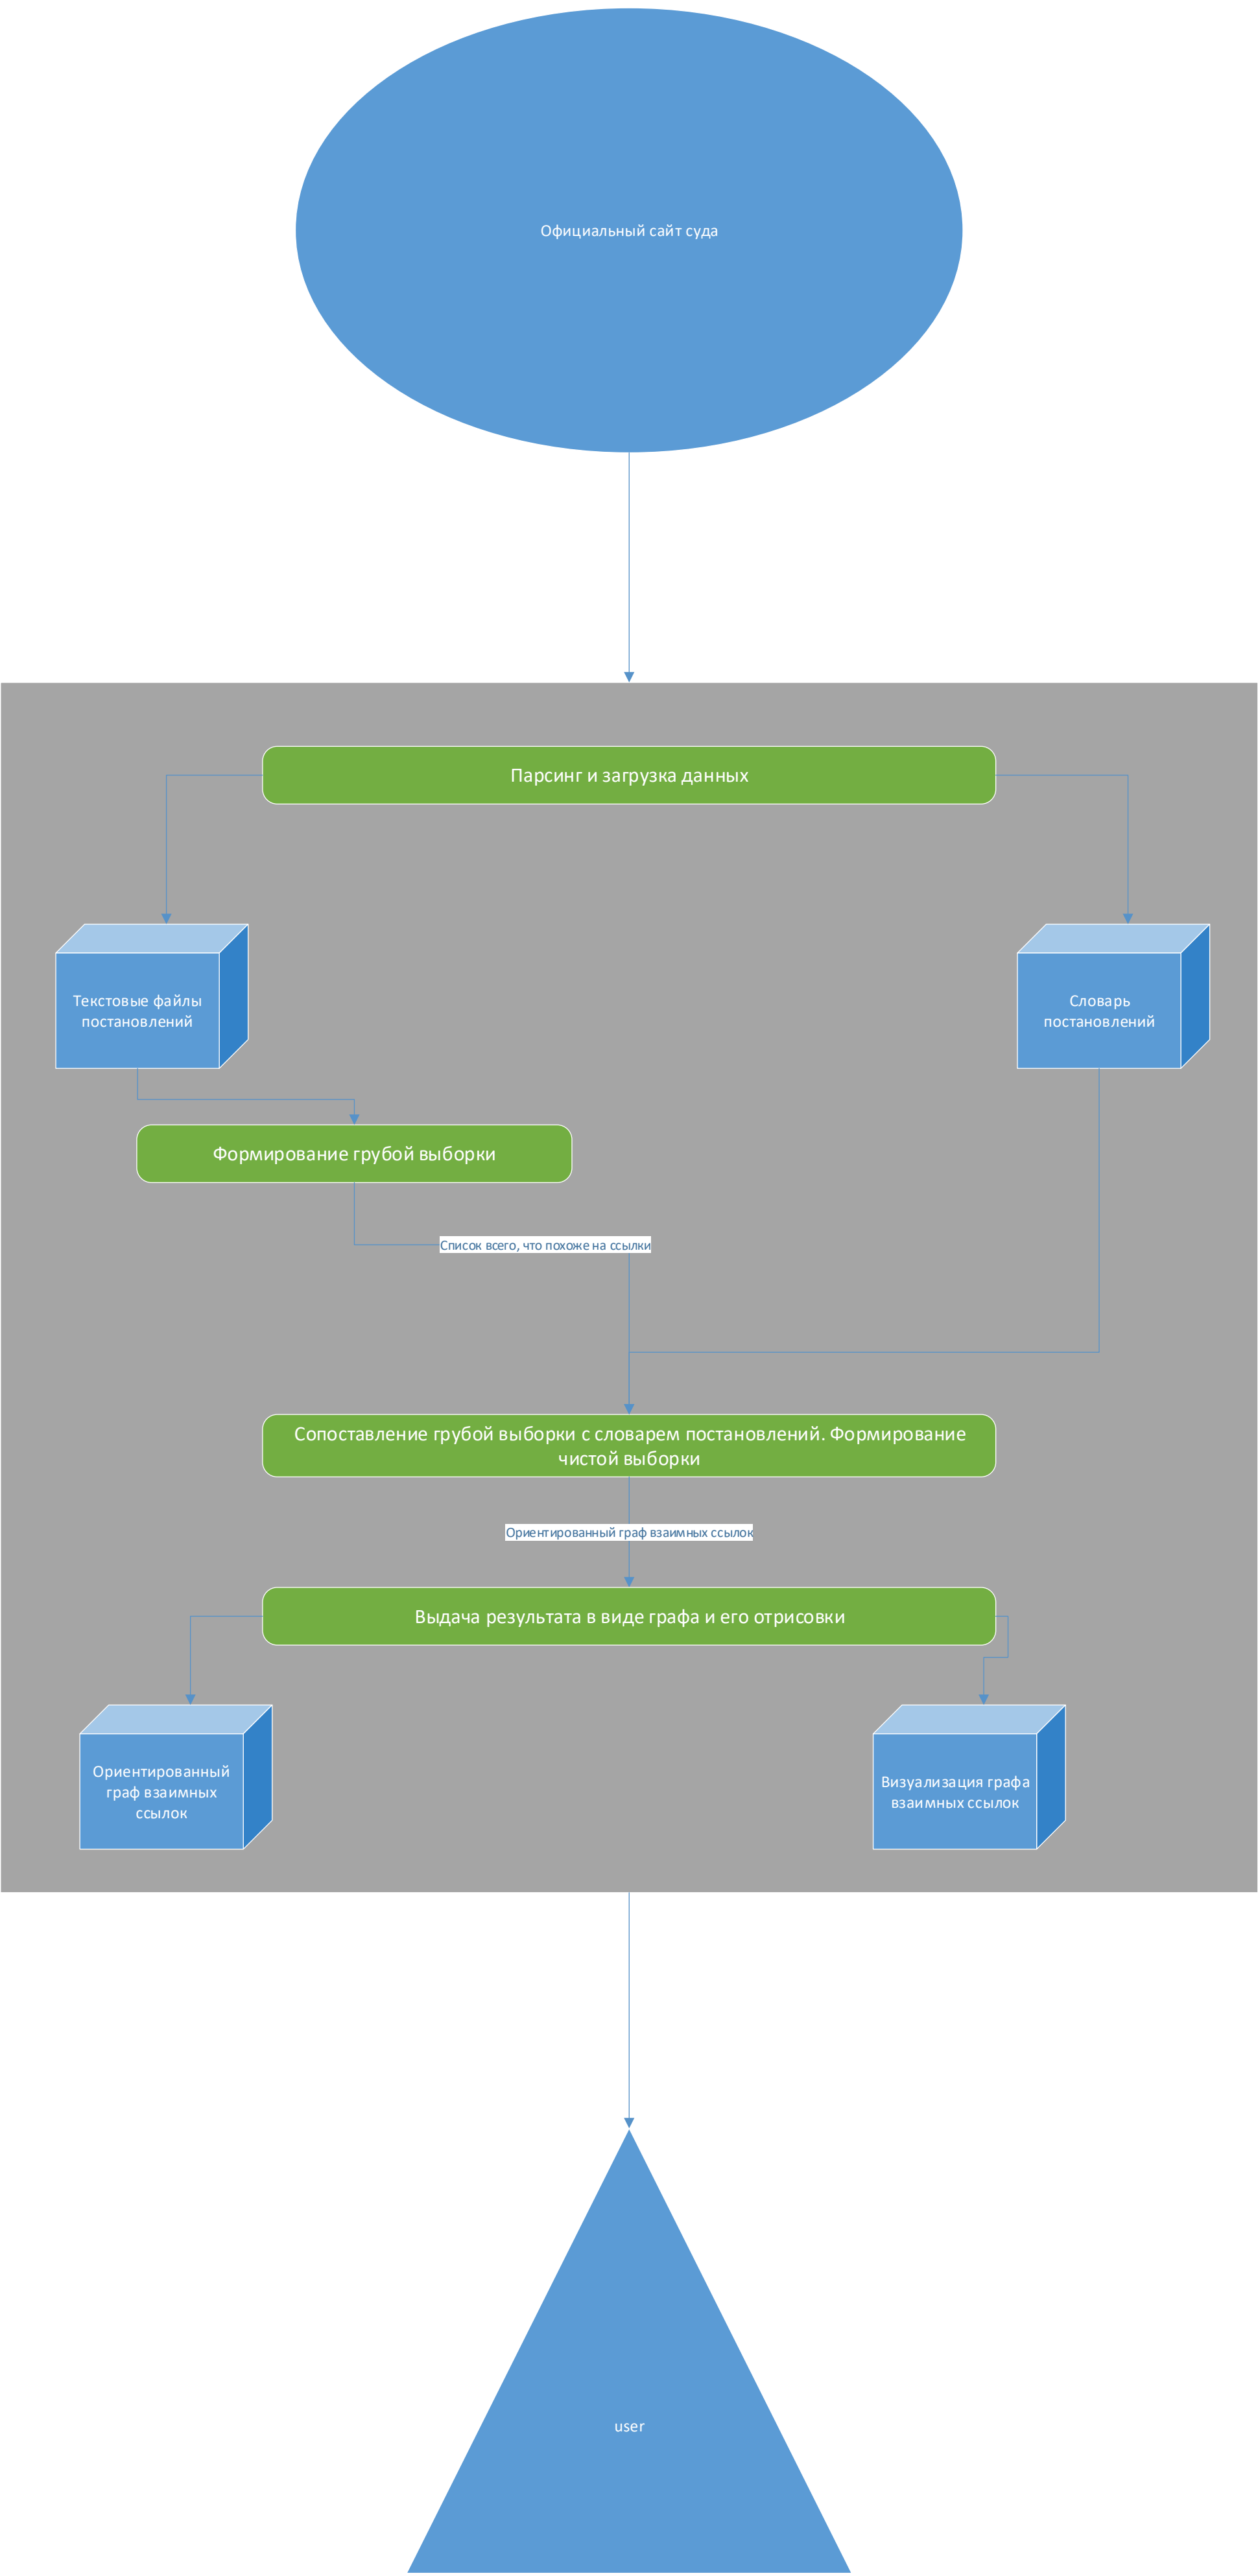 Официальный сайт суда
Парсинг и загрузка данных
Текстовые файлы
постановлений
Словарь
постановлений
Формирование грубой выборки
Список всего, что похоже на ссылки
Сопоставление грубой выборки с словарем постановлений. Формирование
чистой выборки
Ориентированный граф взаимных ссылок
Выдача результата в виде графа и его отрисовки
Ориентированный
граф взаимных
ссылок
Визуализация графа
взаимных ссылок
user